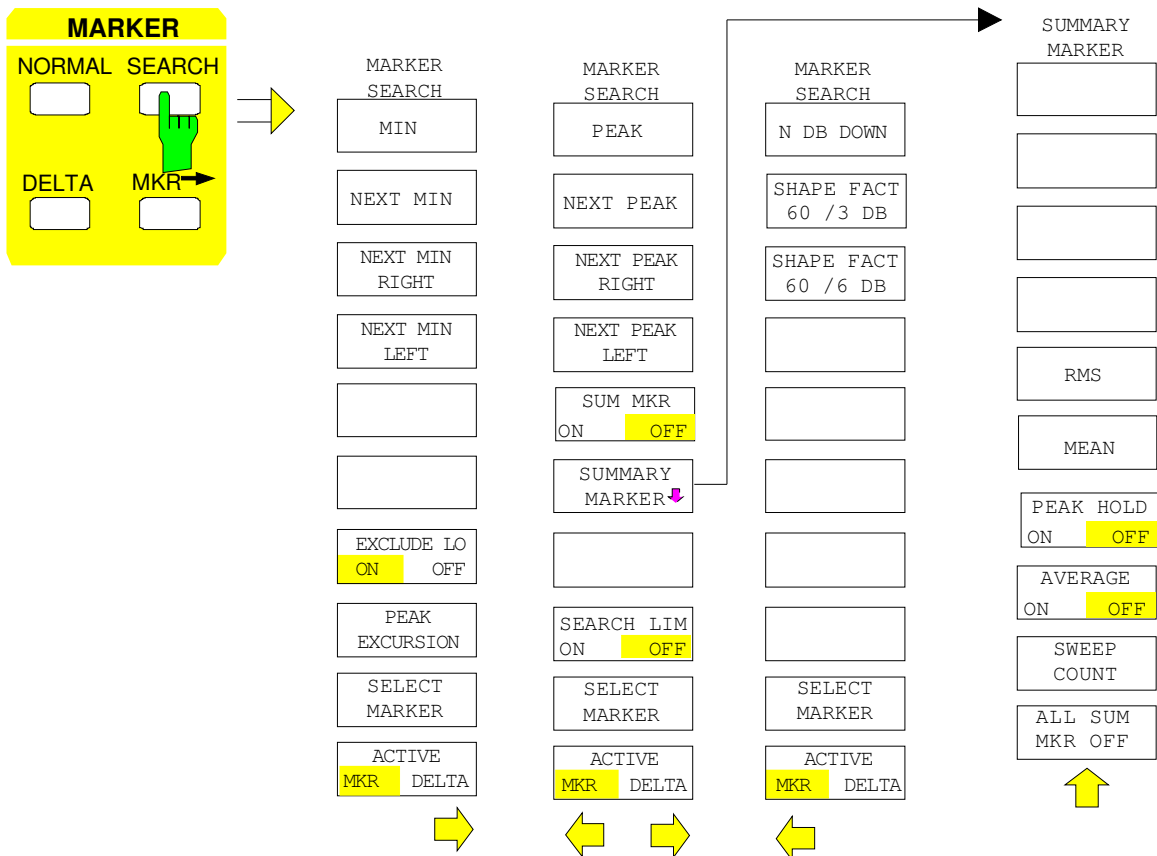 MARKER
NORMAL SEARCH
DELTA MKR
MARKER
SEARCH
MIN
NEXT MIN
NEXT MIN
RIGHT
NEXT MIN
LEFT
EXCLUDE LO
ON OFF
PEAK
EXCURSION
SELECT
MARKER
ACTIVE
MKR DELTA
MARKER
SEARCH
PEAK
NEXT PEAK
NEXT PEAK
RIGHT
NEXT PEAK
LEFT
SUM MKR
ON OFF
SUMMARY
MARKER
SEARCH LIM
ON OFF
SELECT
MARKER
ACTIVE
MKR DELTA
MARKER
SEARCH
N DB DOWN
SHAPE FACT
60 /3 DB
SHAPE FACT
60 /6 DB
SELECT
MARKER
ACTIVE
MKR DELTA
SUMMARY
MARKER
RMS
MEAN
PEAK HOLD
ON OFF
AVERAGE
ON OFF
SWEEP
COUNT
ALL SUM
MKR OFF